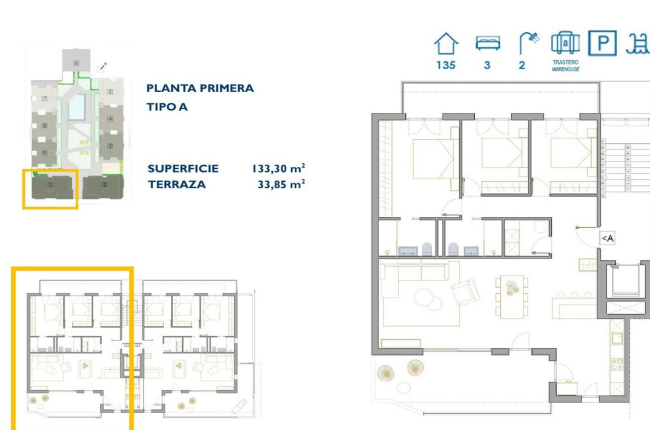 135 3 2 TRASTERO
WAREHOUSE
P
PLANTA PRIMERA
TIPO A
SUPERFICIE 133,30 m²
TERRAZA 33,85 m²
<A